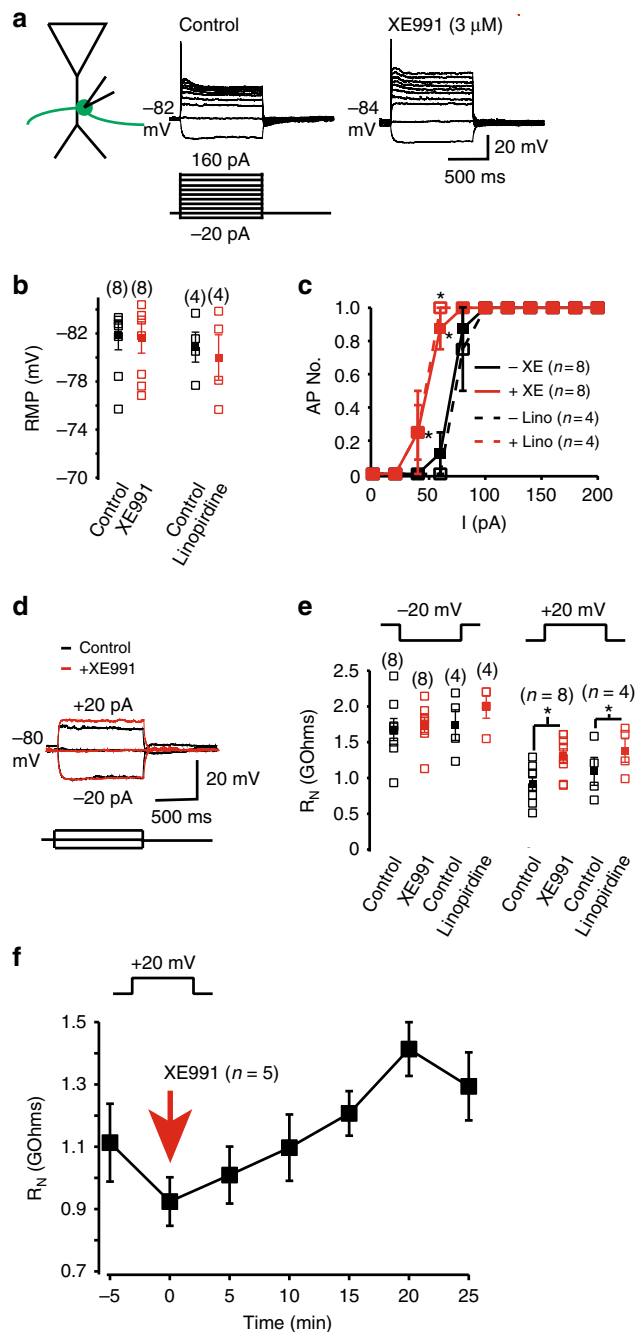 a
Control
XE991 (3 μM)
–82
mV
–84
mV
160 pA
–20 pA
20 mV
500 ms
b
(8) (8)
(4) (4)
RMP (mV)
–82
–78
–74
–70
Control
XE991
Control
Linopirdine
c
AP No.
1.0
0.8
0.6
0.4
0.2
0
*
*
*
– XE (n=8)
+ XE (n=8)
– Lino (n=4)
+ Lino (n=4)
0 50 100 150 200
I (pA)
d
Control
+XE991
+20 pA
–80
mV
–20 pA
20 mV
500 ms
e
–20 mV
+20 mV
(8) (8) (4) (4)
(n = 8) (n = 4)
* *
RN (GOhms)
2.5
2.0
1.5
1.0
0.5
0
Control
XE991
Control
Linopirdine
Control
XE991
Control
Linopirdine
f
+20 mV
XE991 (n = 5)
RN (GOhms)
1.5
1.3
1.1
0.9
0.7
–5 0 5 10 15 20 25
Time (min)